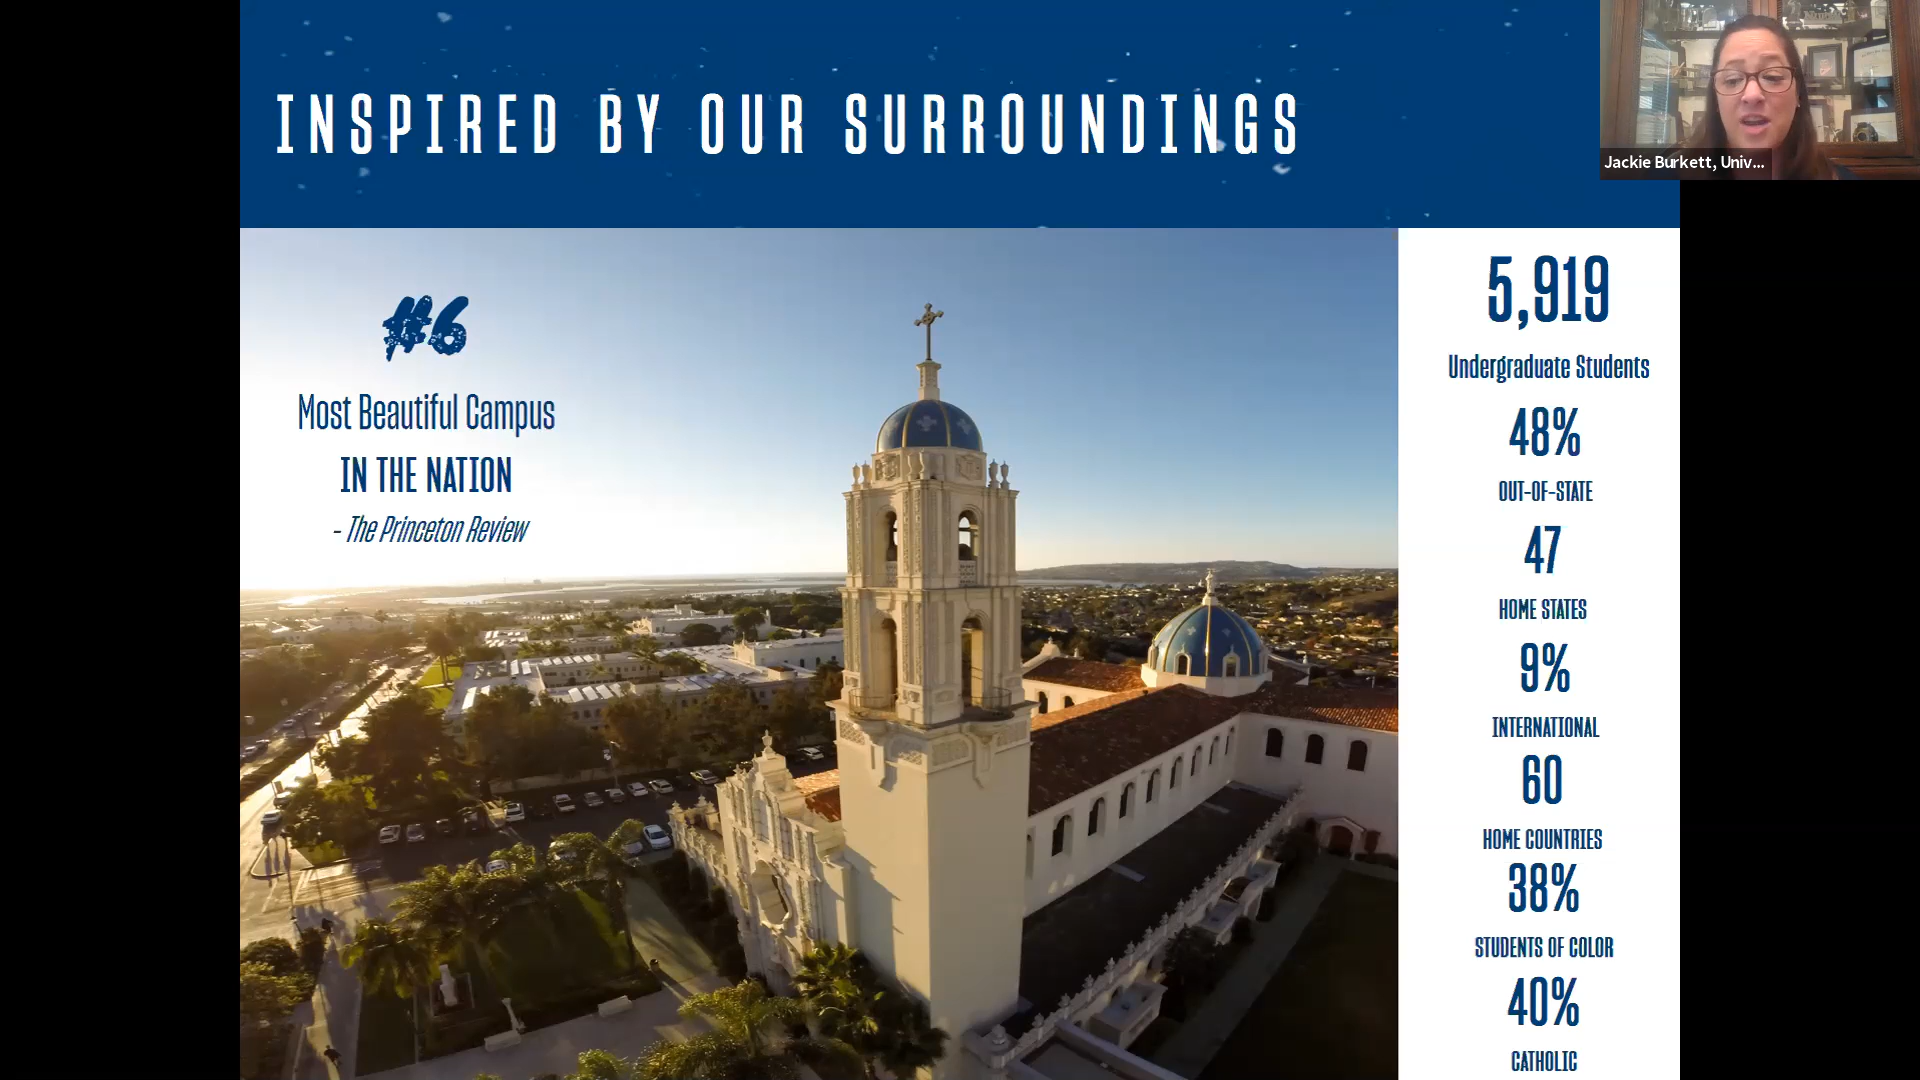 INSPIRED BY OUR SURROUNDINGS
Jackie Burkett, Univ...
#6
Most Beautiful Campus
IN THE NATION
- The Princeton Review
5,919
Undergraduate Students
48%
OUT-OF-STATE
47
HOME STATES
9%
INTERNATIONAL
60
HOME COUNTRIES
38%
STUDENTS OF COLOR
40%
CATHOLIC